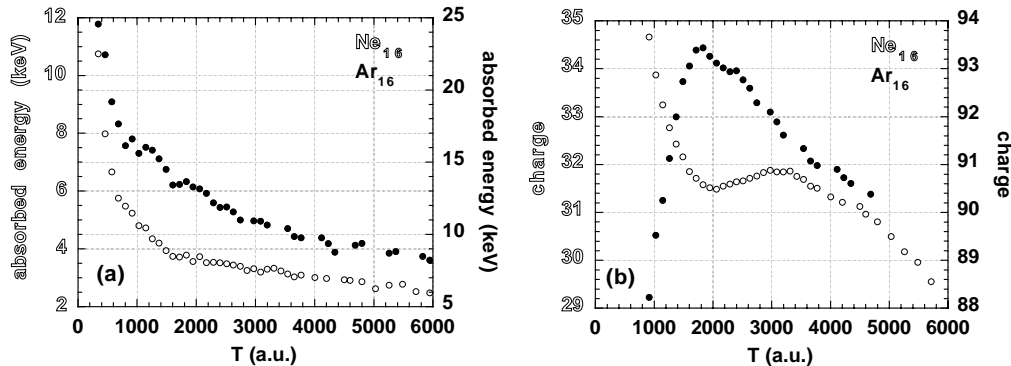 12
10
8
6
4
2
absorbed energy (keV)
25
20
15
10
5
absorbed energy
(keV)
Ne16
Ar16
(a)
0 1000 2000 3000 4000 5000 6000
T (a.u.)
35
34
33
32
31
30
29
charge
94
93
92
91
90
89
88
charge
Ne16
Ar16
(b)
0 1000 2000 3000 4000 5000 6000
T (a.u.)